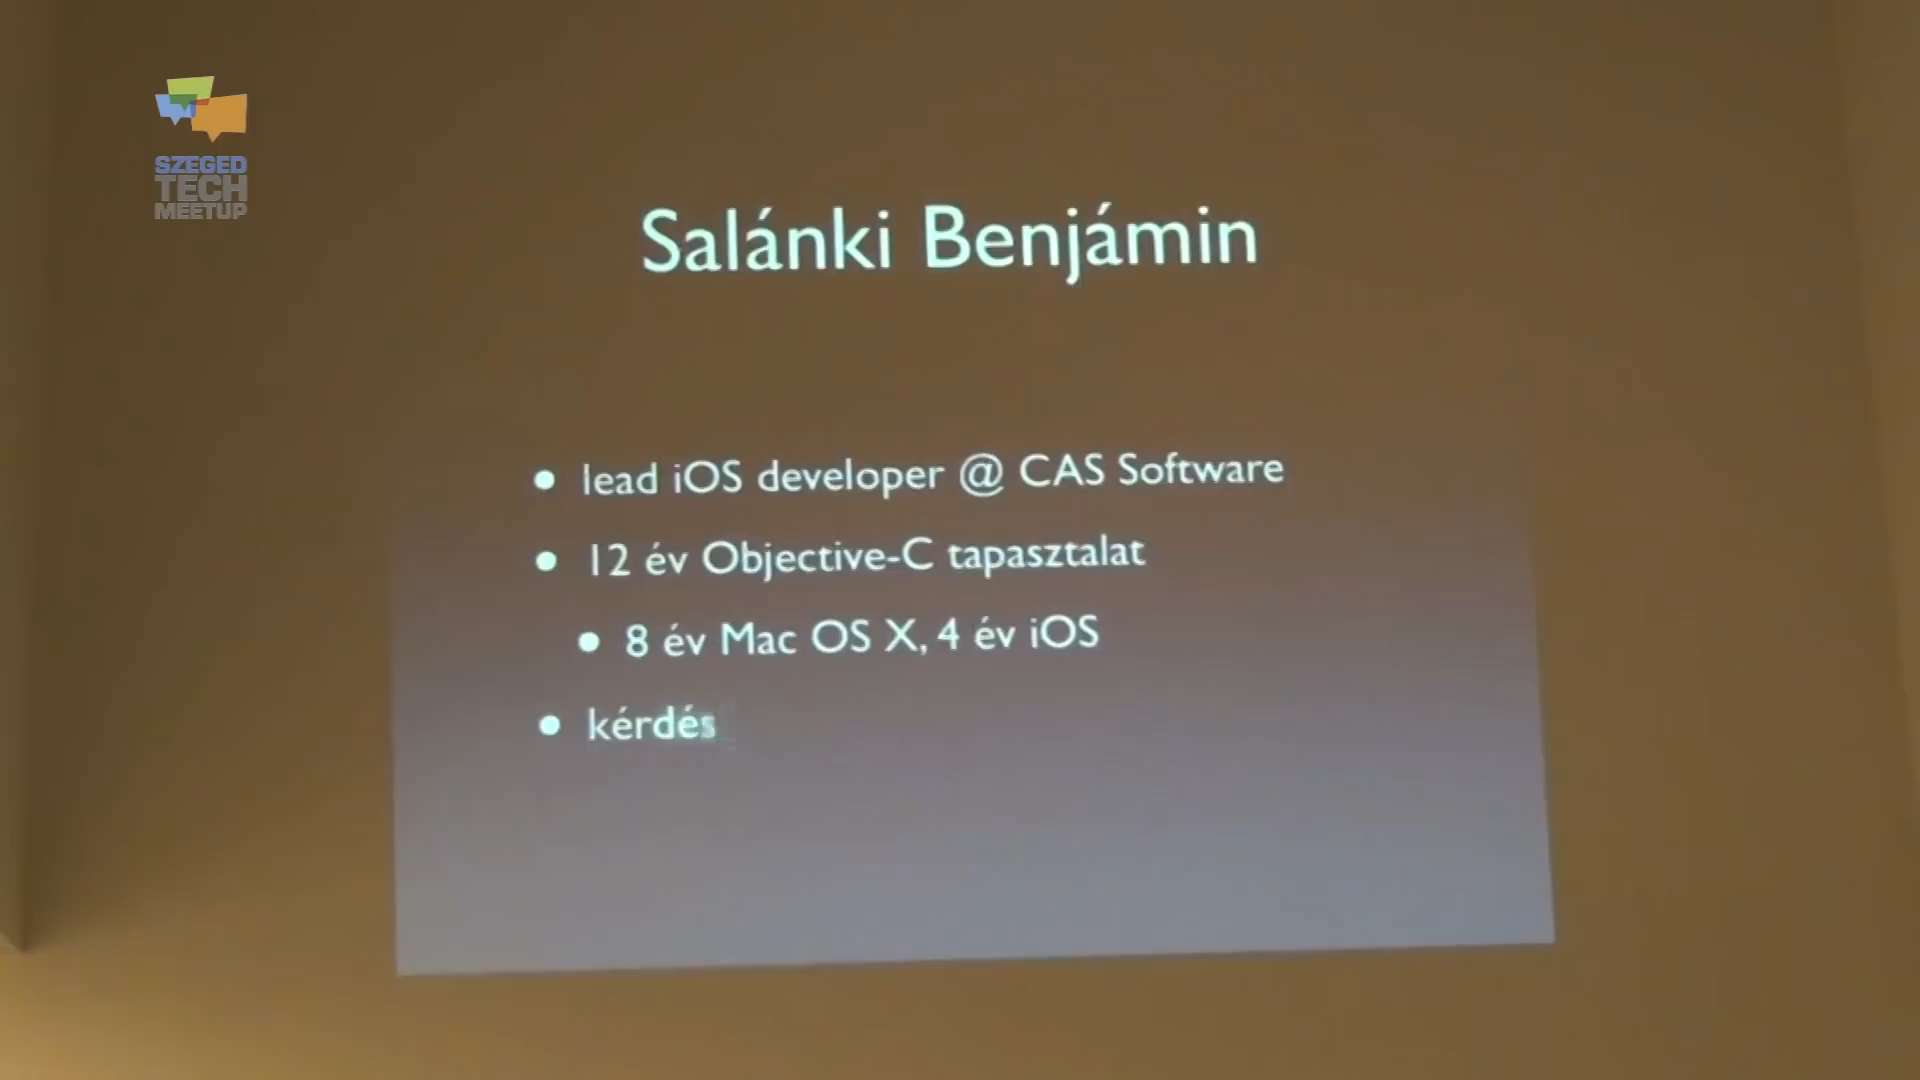 SZEGED
TECH
MEETUP
Salánki Benjámin
lead iOS developer @ CAS Software
12 év Objective-C tapasztalat
8 év Mac OS X, 4 év iOS
kérdés